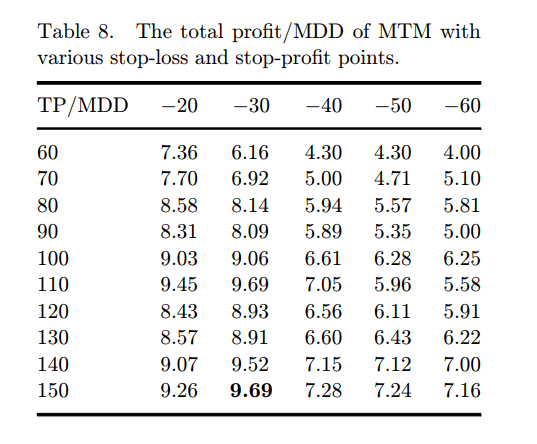 Table 8. The total profit/MDD of MTM with
various stop-loss and stop-profit points.
TP/MDD −20 −30 −40 −50 −60
60 7.36 6.16 4.30 4.30 4.00
70 7.70 6.92 5.00 4.71 5.10
80 8.58 8.14 5.94 5.57 5.81
90 8.31 8.09 5.89 5.35 5.00
100 9.03 9.06 6.61 6.28 6.25
110 9.45 9.69 7.05 5.96 5.58
120 8.43 8.93 6.56 6.11 5.91
130 8.57 8.91 6.60 6.43 6.22
140 9.07 9.52 7.15 7.12 7.00
150 9.26 9.69 7.28 7.24 7.16